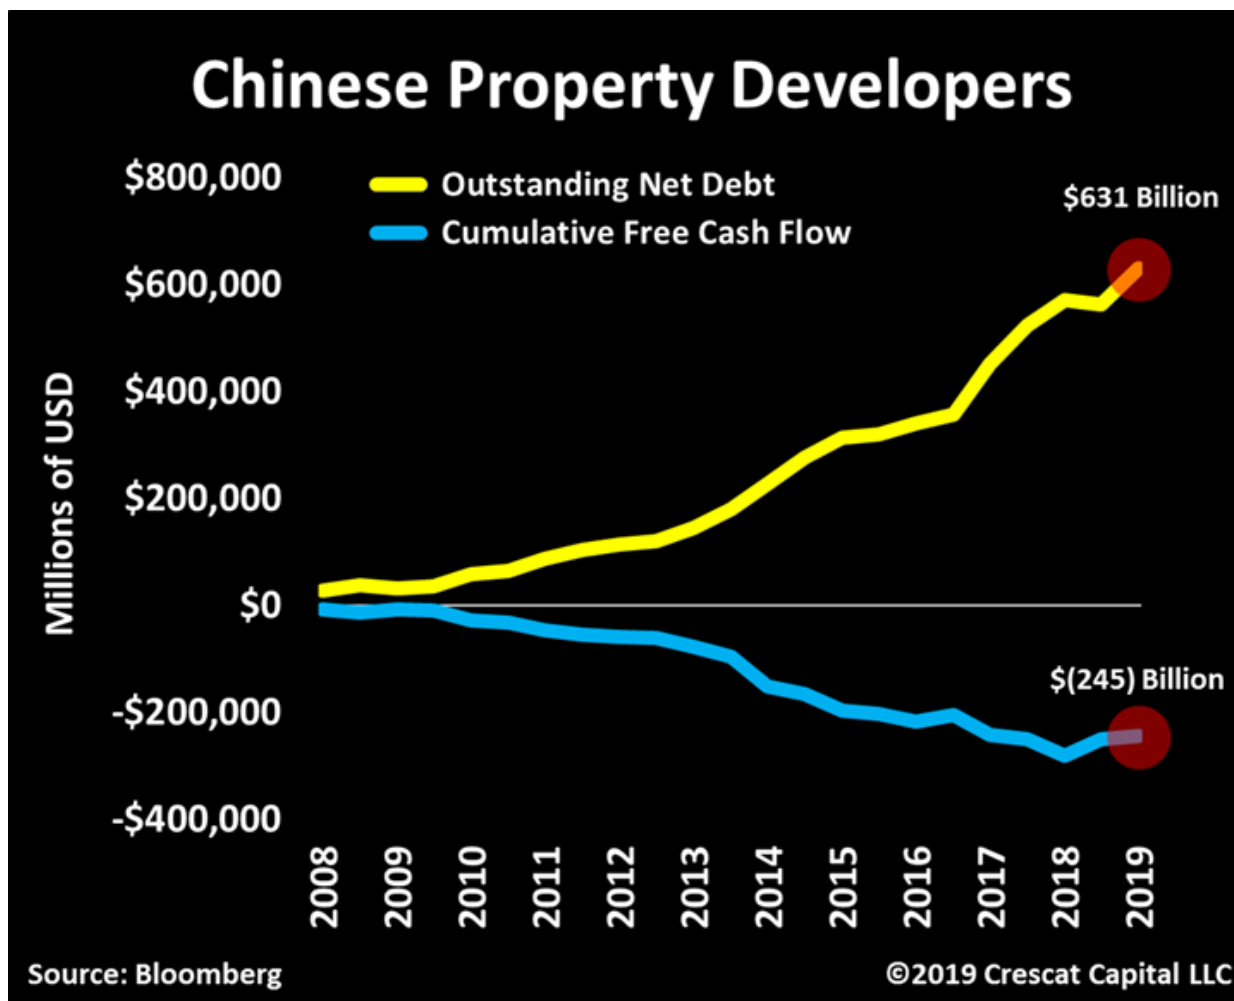 Chinese Property Developers
$800,000
Outstanding Net Debt
$631 Billion
Cumulative Free Cash Flow
$600,000
$400,000
Millions of USD
$200,000
$0
$(245) Billion
-$200,000
-$400,000
2008
2009
2010
2011
2012
2013
2014
2015
2016
2017
2018
2019
Source: Bloomberg
©2019 Crescat Capital LLC